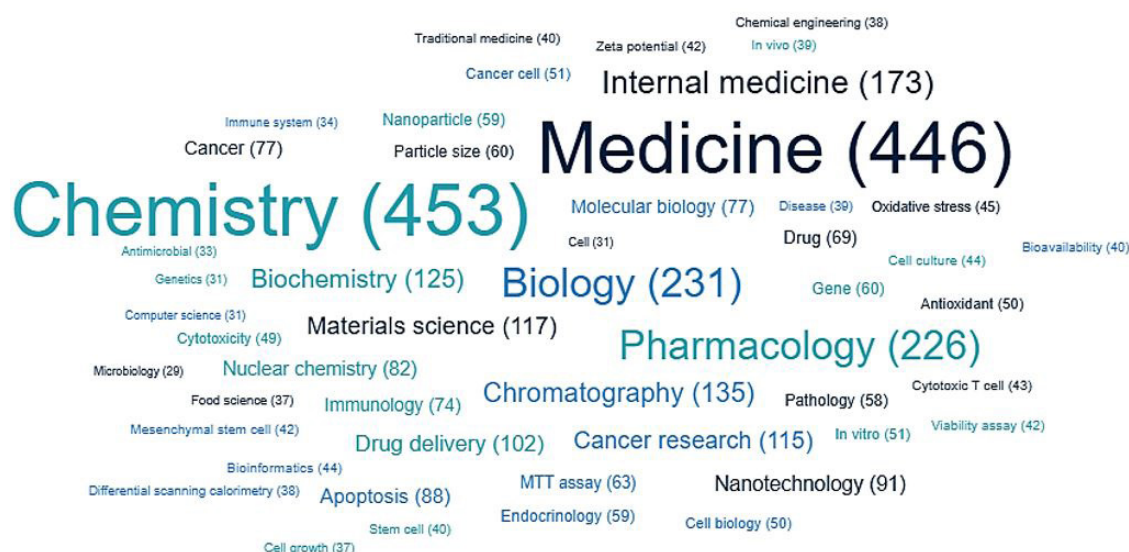 Chemical engineering (38)
Traditional medicine (40)
Zeta potential (42)
In vivo (39)
Cancer cell (51)
Internal medicine (173)
Immune system (34)
Nanoparticle (59)
Cancer (77)
Particle size (60)
Medicine (446)
Chemistry (453)
Molecular biology (77)
Disease (39)
Oxidative stress (45)
Cell (31)
Drug (69)
Bioavailability (40)
Antimicrobial (33)
Cell culture (44)
Genetics (31)
Biochemistry (125)
Biology (231)
Gene (60)
Antioxidant (50)
Computer science (31)
Materials science (117)
Cytotoxicity (49)
Pharmacology (226)
Microbiology (29)
Nuclear chemistry (82)
Cytotoxic T cell (43)
Chromatography (135)
Food science (37)
Immunology (74)
Pathology (58)
Mesenchymal stem cell (42)
Drug delivery (102)
Cancer research (115)
In vitro (51)
Viability assay (42)
Bioinformatics (44)
Differential scanning calorimetry (38)
Apoptosis (88)
MTT assay (63)
Nanotechnology (91)
Endocrinology (59)
Cell biology (50)
Stem cell (40)
Cell growth (37)